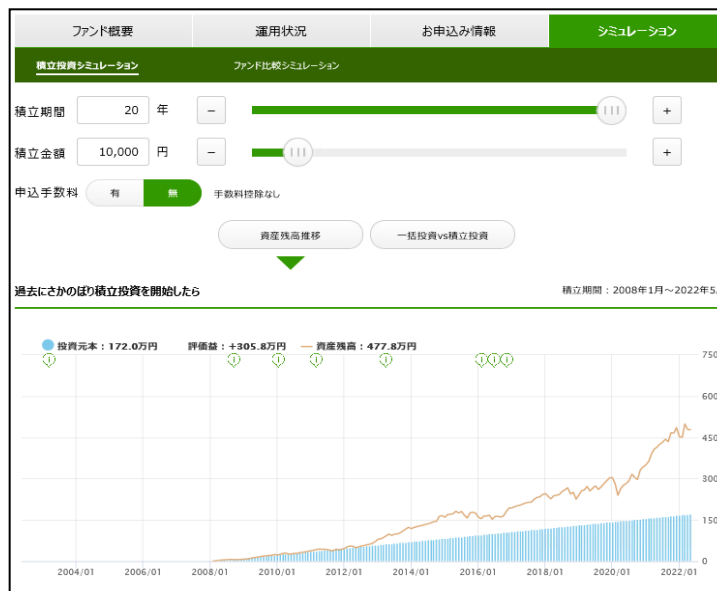 ファンド概要 運用状況 お申込み情報 シミュレーション
積立投資シミュレーション ファンド比較シミュレーション
積立期間 20 年 − +
積立金額 10,000 円 − +
申込手数料 有 無 手数料控除なし
資産残高推移 一括投資vs積立投資
過去にさかのぼり積立投資を開始したら 積立期間：2008年1月～2022年5
投資元本：172.0万円 評価益：+305.8万円 資産残高：477.8万円
750
600
450
300
150
0
2004/01 2006/01 2008/01 2010/01 2012/01 2014/01 2016/01 2018/01 2020/01 2022/01